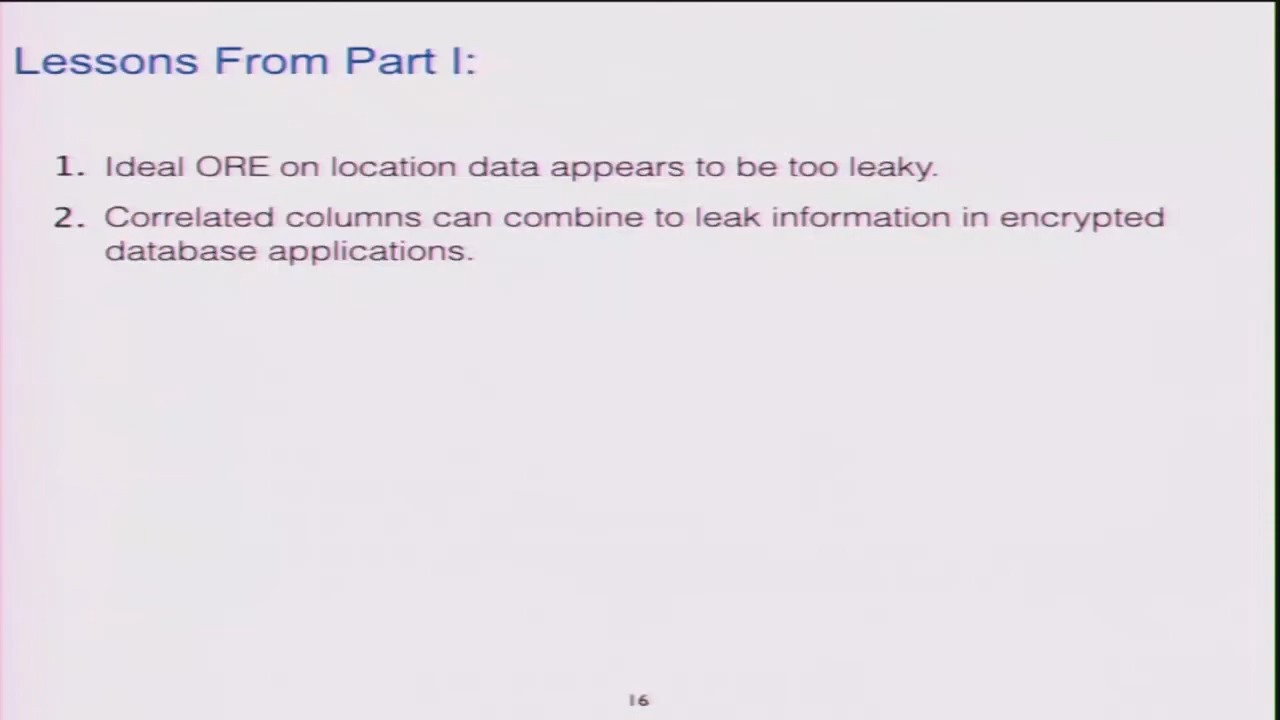 Lessons From Part I:
1. Ideal ORE on location data appears to be too leaky.
2. Correlated columns can combine to leak information in encrypted
database applications.
16